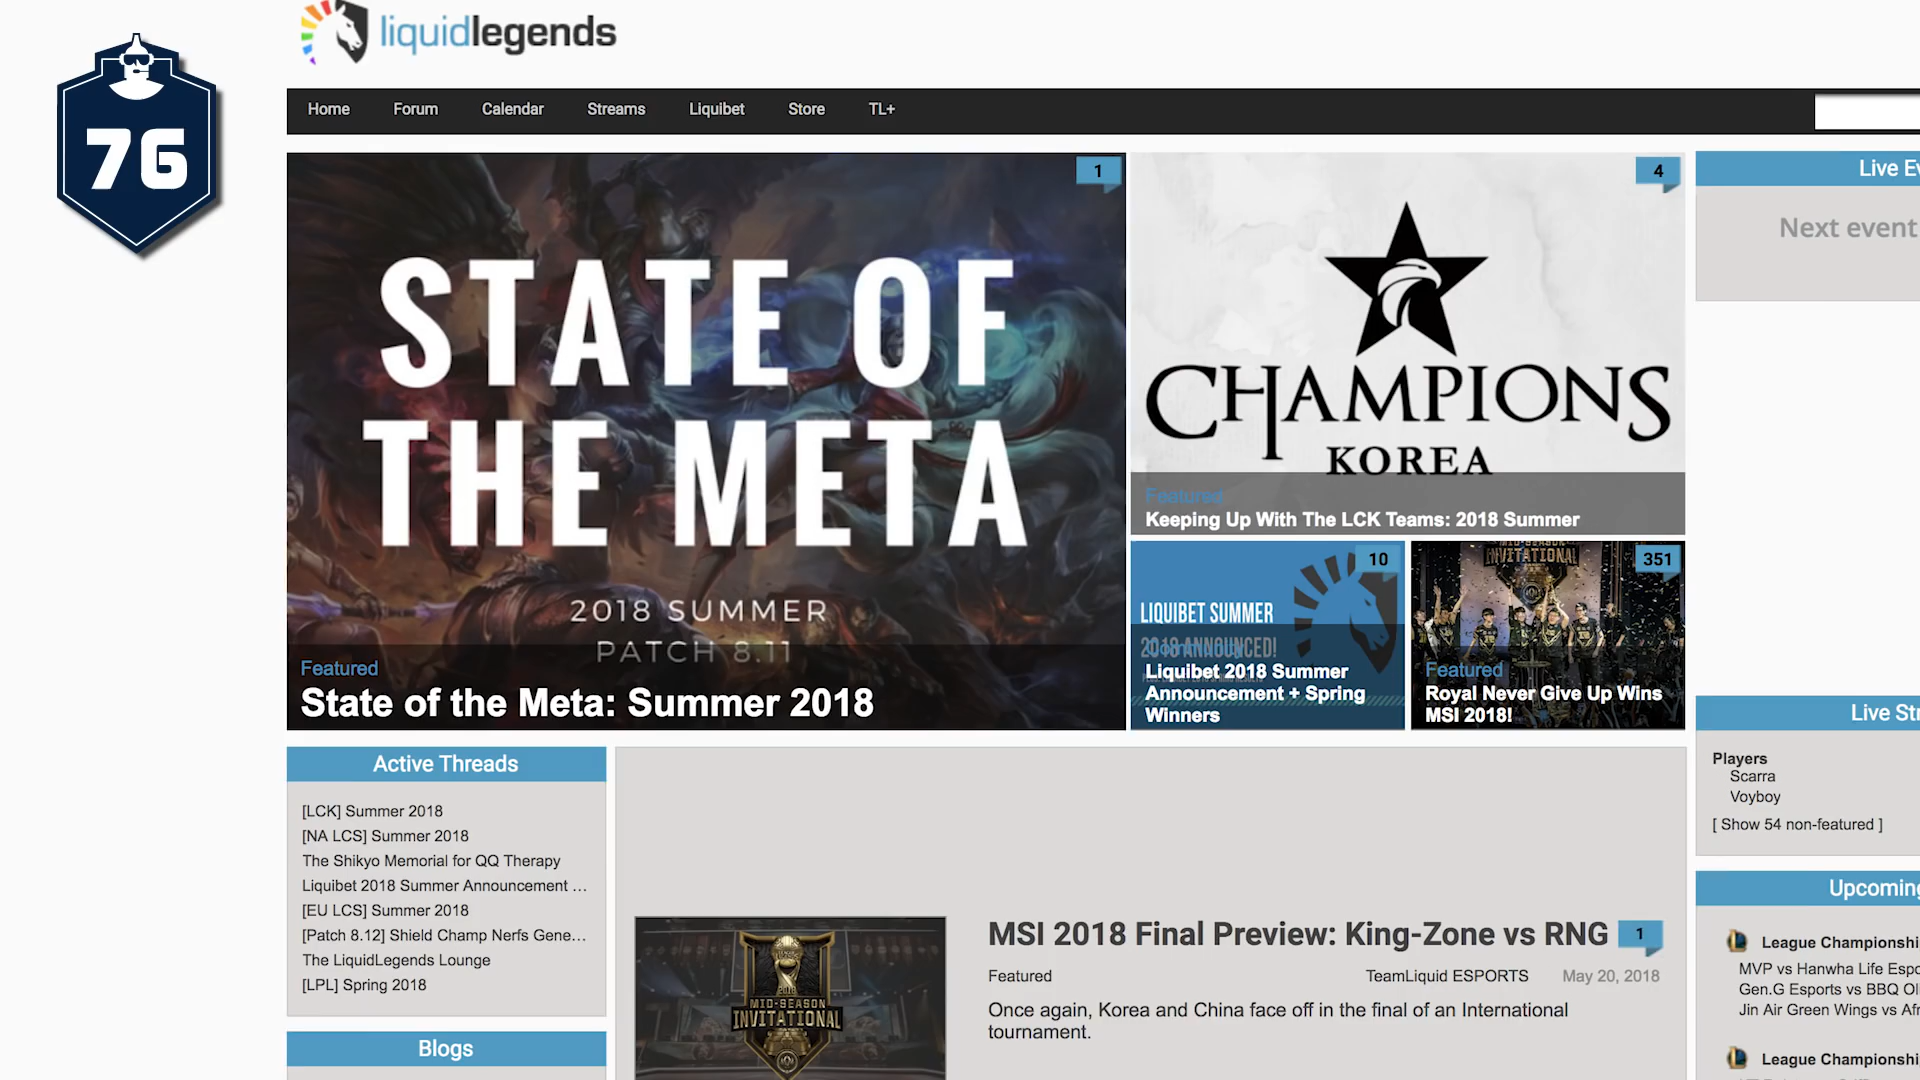 liquidlegends
76
Home Forum Calendar Streams Liquibet Store TL+
1
STATE OF
THE META
2018 SUMMER
PATCH 8.11
Featured
State of the Meta: Summer 2018
4
CHAMPIONS
KOREA
Featured
Keeping Up With The LCK Teams: 2018 Summer
10
LIQUIBET SUMMER
2018 ANNOUNCED!
Liquibet 2018 Summer
Announcement + Spring
Winners
351
INVITATIONAL
Featured
Royal Never Give Up Wins
MSI 2018!
Live Ev
Next event
Active Threads
[LCK] Summer 2018
[NA LCS] Summer 2018
The Shikyo Memorial for QQ Therapy
Liquibet 2018 Summer Announcement …
[EU LCS] Summer 2018
[Patch 8.12] Shield Champ Nerfs Gene…
The LiquidLegends Lounge
[LPL] Spring 2018
Blogs
MID-SEASON
INVITATIONAL
MSI 2018 Final Preview: King-Zone vs RNG 1
Featured TeamLiquid ESPORTS May 20, 2018
Once again, Korea and China face off in the final of an International
tournament.
Live Str
Players
Scarra
Voyboy
[ Show 54 non-featured ]
Upcoming
League Championshi
MVP vs Hanwha Life Espo
Gen.G Esports vs BBQ Ol
Jin Air Green Wings vs Afr
League Championshi